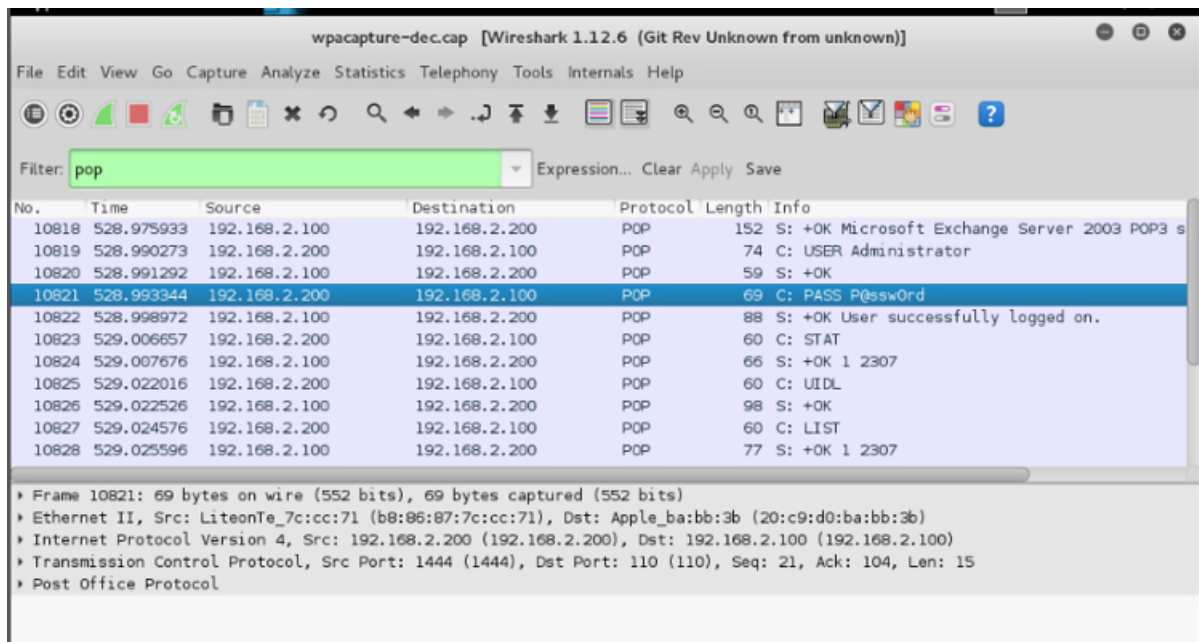 wpacapture-dec.cap [Wireshark 1.12.6 (Git Rev Unknown from unknown)]
File Edit View Go Capture Analyze Statistics Telephony Tools Internals Help
Filter: pop Expression... Clear Apply Save
No. Time Source Destination Protocol Length Info
10818 528.975933 192.168.2.100 192.168.2.200 POP 152 S: +OK Microsoft Exchange Server 2003 POP3 s
10819 528.990273 192.168.2.200 192.168.2.100 POP 74 C: USER Administrator
10820 528.991292 192.168.2.100 192.168.2.200 POP 59 S: +OK
10821 528.993344 192.168.2.200 192.168.2.100 POP 69 C: PASS P@ssw0rd
10822 528.998972 192.168.2.100 192.168.2.200 POP 88 S: +OK User successfully logged on.
10823 529.006657 192.168.2.200 192.168.2.100 POP 60 C: STAT
10824 529.007676 192.168.2.100 192.168.2.200 POP 66 S: +OK 1 2307
10825 529.022016 192.168.2.200 192.168.2.100 POP 60 C: UIDL
10826 529.022526 192.168.2.100 192.168.2.200 POP 98 S: +OK
10827 529.024576 192.168.2.200 192.168.2.100 POP 60 C: LIST
10828 529.025596 192.168.2.100 192.168.2.200 POP 77 S: +OK 1 2307
Frame 10821: 69 bytes on wire (552 bits), 69 bytes captured (552 bits)
Ethernet II, Src: LiteonTe_7c:cc:71 (b8:86:87:7c:cc:71), Dst: Apple_ba:bb:3b (20:c9:d0:ba:bb:3b)
Internet Protocol Version 4, Src: 192.168.2.200 (192.168.2.200), Dst: 192.168.2.100 (192.168.2.100)
Transmission Control Protocol, Src Port: 1444 (1444), Dst Port: 110 (110), Seq: 21, Ack: 104, Len: 15
Post Office Protocol